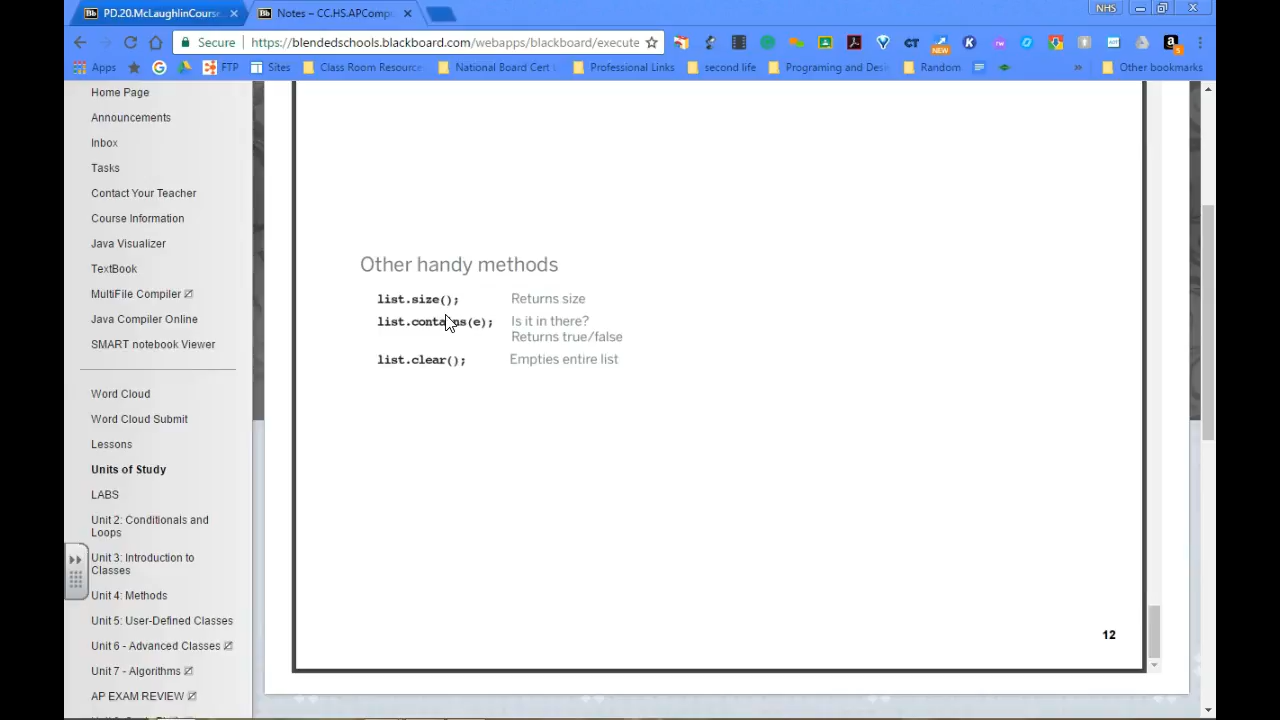 PD.20.McLaughlinCourse
Notes – CC.HS.APComp
NHS
Secure
https://blendedschools.blackboard.com/webapps/blackboard/execute
Apps
FTP
Sites
Class Room Resource
National Board Cert
Professional Links
second life
Programing and Des
Random
Other bookmarks
Home Page
Announcements
Inbox
Tasks
Contact Your Teacher
Course Information
Java Visualizer
TextBook
MultiFile Compiler
Java Compiler Online
SMART notebook Viewer
Word Cloud
Word Cloud Submit
Lessons
Units of Study
LABS
Unit 2: Conditionals and
Loops
Unit 3: Introduction to
Classes
Unit 4: Methods
Unit 5: User-Defined Classes
Unit 6 - Advanced Classes
Unit 7 - Algorithms
AP EXAM REVIEW
Other handy methods
list.size(); Returns size
list.contains(e); Is it in there?
Returns true/false
list.clear(); Empties entire list
12